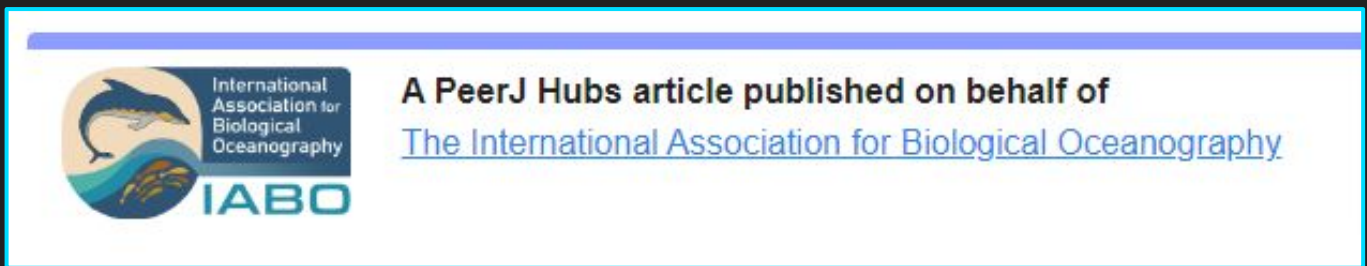 International
Association for
Biological
Oceanography
IABO
A PeerJ Hubs article published on behalf of
The International Association for Biological Oceanography